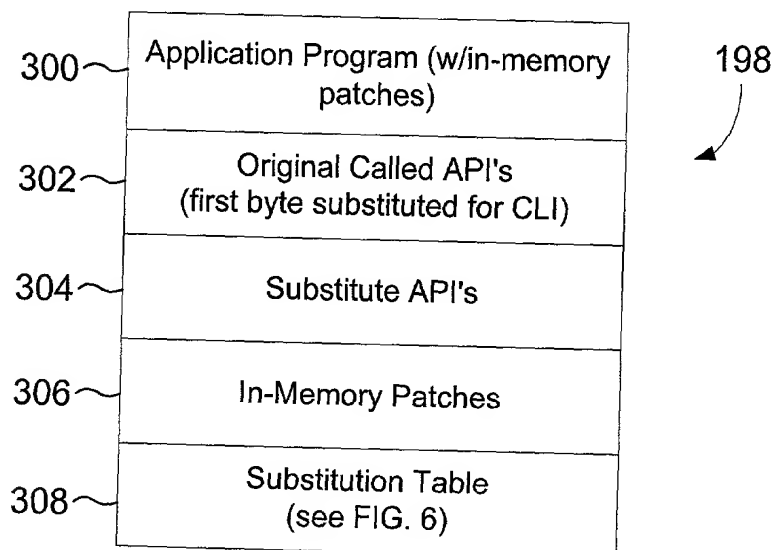 300
Application Program (w/in-memory
patches)
198
302
Original Called API's
(first byte substituted for CLI)
304
Substitute API's
306
In-Memory Patches
308
Substitution Table
(see FIG. 6)